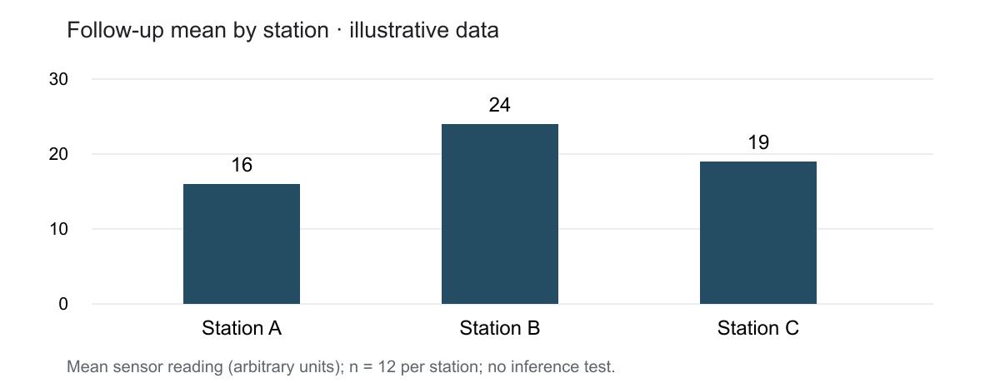 Follow-up mean by station · illustrative data
30
24
20
19
16
10
0
Station A Station B Station C
Mean sensor reading (arbitrary units); n = 12 per station; no inference test.